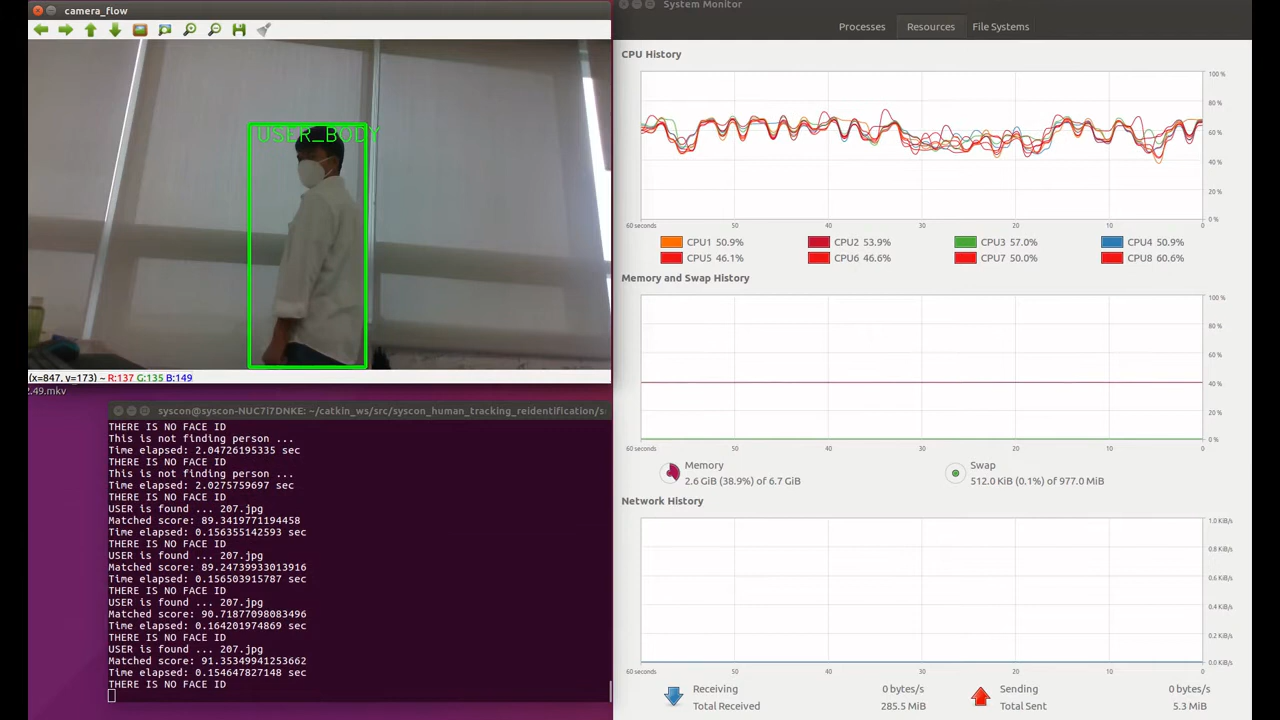 camera_flow
USER_BODY
(x=847, y=173) ~ R:137 G:135 B:149
2.49.mkv
syscon@syscon-NUC7i7DNKE: ~/catkin_ws/src/syscon_human_tracking_reidentification/s
THERE IS NO FACE ID
This is not finding person ...
Time elapsed: 2.04726195335 sec
THERE IS NO FACE ID
This is not finding person ...
Time elapsed: 2.0275759697 sec
THERE IS NO FACE ID
USER is found ... 207.jpg
Matched score: 89.3419771194458
Time elapsed: 0.156355142593 sec
THERE IS NO FACE ID
USER is found ... 207.jpg
Matched score: 89.24739933013916
Time elapsed: 0.156503915787 sec
THERE IS NO FACE ID
USER is found ... 207.jpg
Matched score: 90.71877098083496
Time elapsed: 0.164201974869 sec
THERE IS NO FACE ID
USER is found ... 207.jpg
Matched score: 91.35349941253662
Time elapsed: 0.154647827148 sec
THERE IS NO FACE ID
System Monitor
Processes Resources File Systems
CPU History
100 %
80 %
60 %
40 %
20 %
0 %
60 seconds 50 40 30 20 10 0
CPU1 50.9% CPU2 53.9% CPU3 57.0% CPU4 50.9%
CPU5 46.1% CPU6 46.6% CPU7 50.0% CPU8 60.6%
Memory and Swap History
100 %
80 %
60 %
40 %
20 %
0 %
60 seconds 50 40 30 20 10 0
Memory Swap
2.6 GiB (38.9%) of 6.7 GiB 512.0 KiB (0.1%) of 977.0 MiB
Network History
1.0 KiB/s
0.8 KiB/s
0.6 KiB/s
0.4 KiB/s
0.2 KiB/s
0.0 KiB/s
60 seconds 50 40 30 20 10 0
Receiving 0 bytes/s Sending 0 bytes/s
Total Received 285.5 MiB Total Sent 5.3 MiB